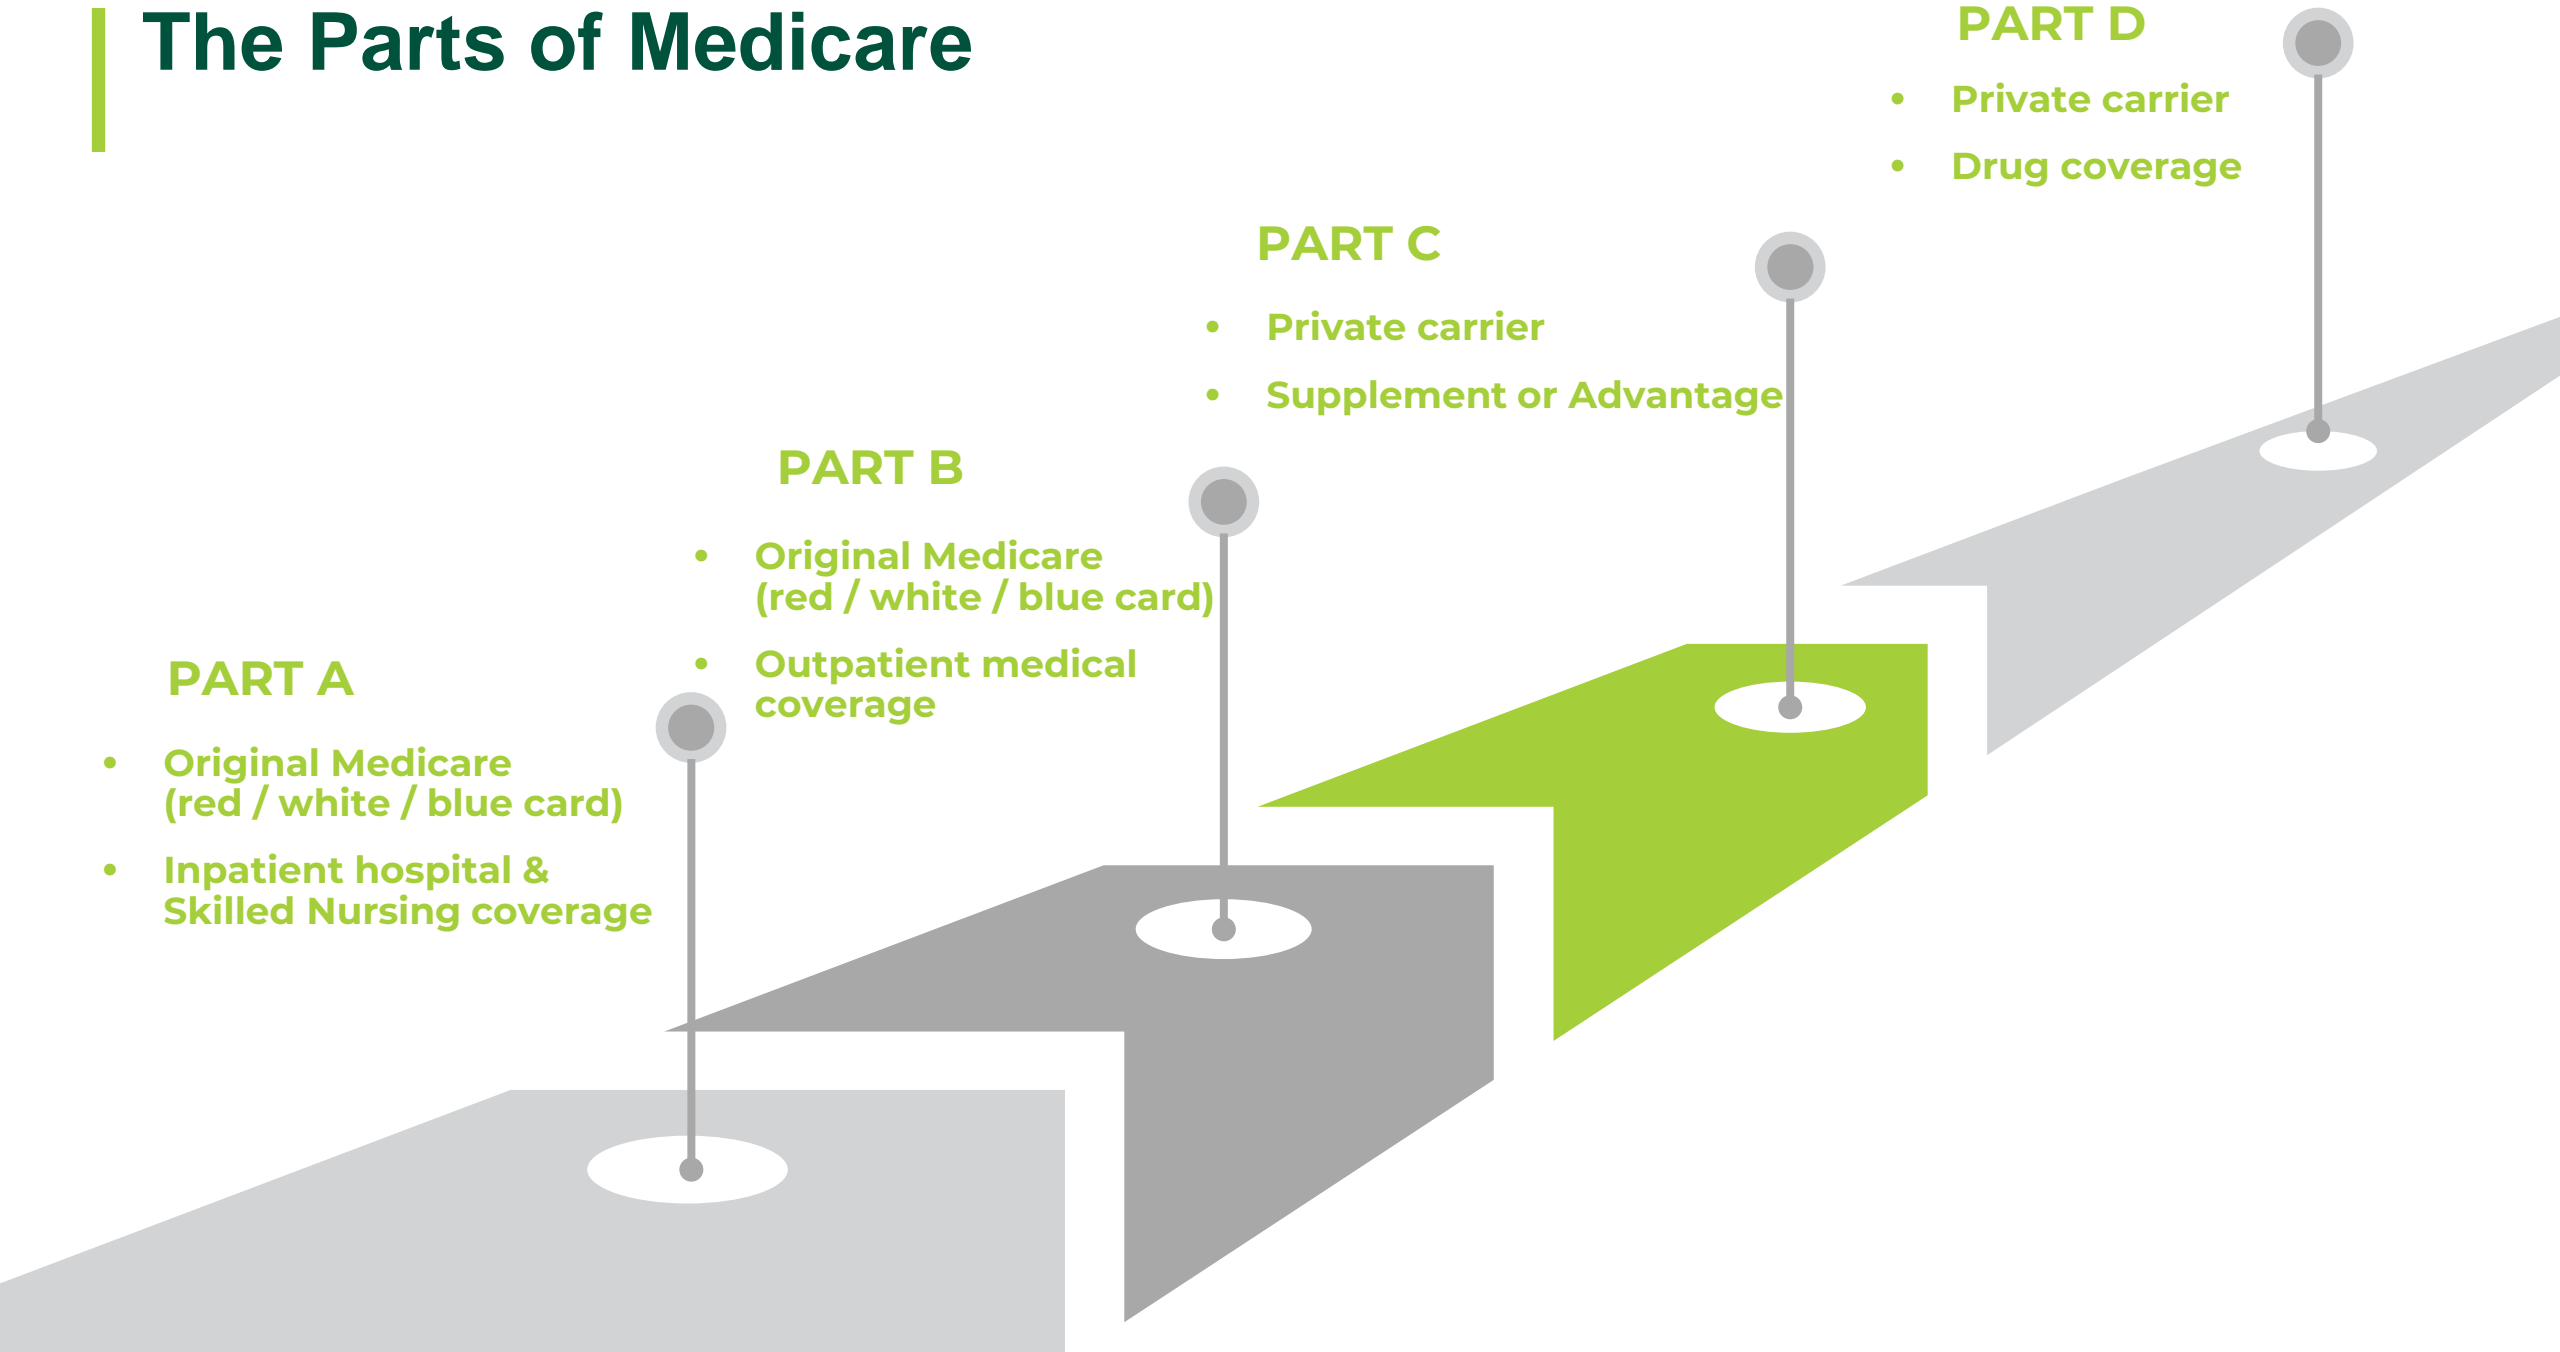 The Parts of Medicare
PART A
• Original Medicare
(red / white / blue card)
• Inpatient hospital &
Skilled Nursing coverage
PART B
• Original Medicare
(red / white / blue card)
• Outpatient medical
coverage
PART C
• Private carrier
• Supplement or Advantage
PART D
• Private carrier
• Drug coverage